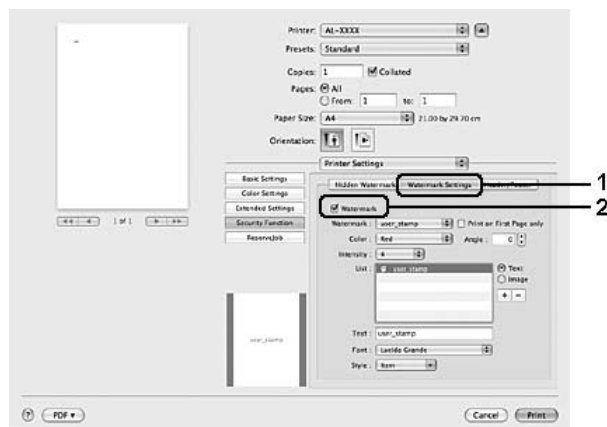 Printer: AL-XXXX
Presets: Standard
Copies: 1 Collated
Pages: All
From: 1 to: 1
Paper Size: A4 21.00 by 29.70 cm
Orientation:
Printer Settings
Basic Settings
Color Settings
Extended Settings
Security Function
ReserveJob
1 of 1
Hidden Watermark Watermark Settings
1
Watermark
2
Watermark: user_stamp Print on First Page only
Color: Red Angle: 0
Intensity: 4
List: user_stamp Text
Image
+ -
user_stamp
Text: user_stamp
Font: Lucida Grande
Style: Item
? PDF Cancel Print